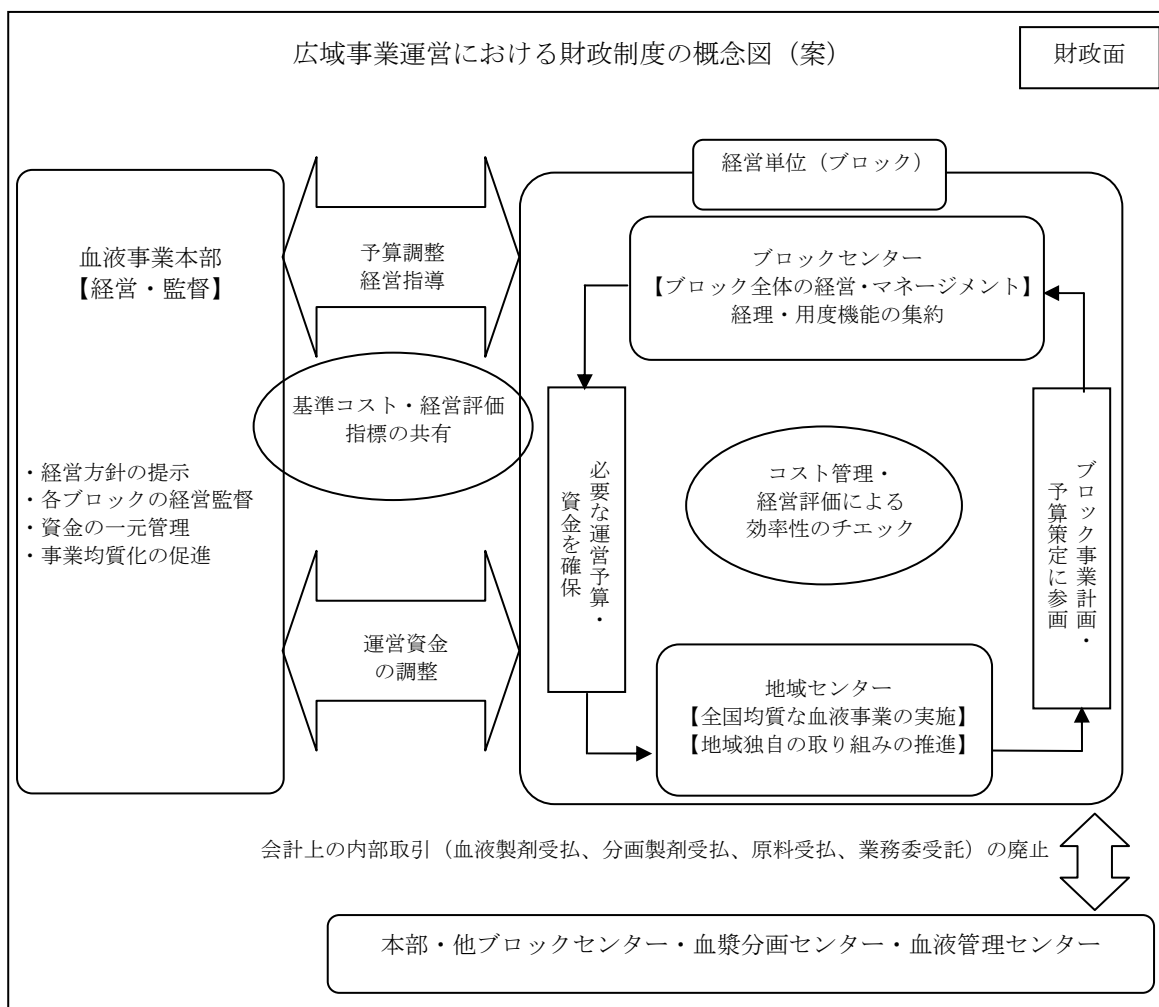 広域事業運営における財政制度の概念図（案）
財政面
経営単位（ブロック）
血液事業本部
【経営・監督】
・経営方針の提示
・各ブロックの経営監督
・資金の一元管理
・事業均質化の促進
予算調整
経営指導
基準コスト・経営評価
指標の共有
運営資金
の調整
ブロックセンター
【ブロック全体の経営・マネージメント】
経理・用度機能の集約
必要な運営予算・
資金を確保
コスト管理・
経営評価による
効率性のチェック
ブロック事業計画・
予算策定に参画
地域センター
【全国均質な血液事業の実施】
【地域独自の取り組みの推進】
会計上の内部取引（血液製剤受払、分画製剤受払、原料受払、業務委受託）の廃止
本部・他ブロックセンター・血漿分画センター・血液管理センター